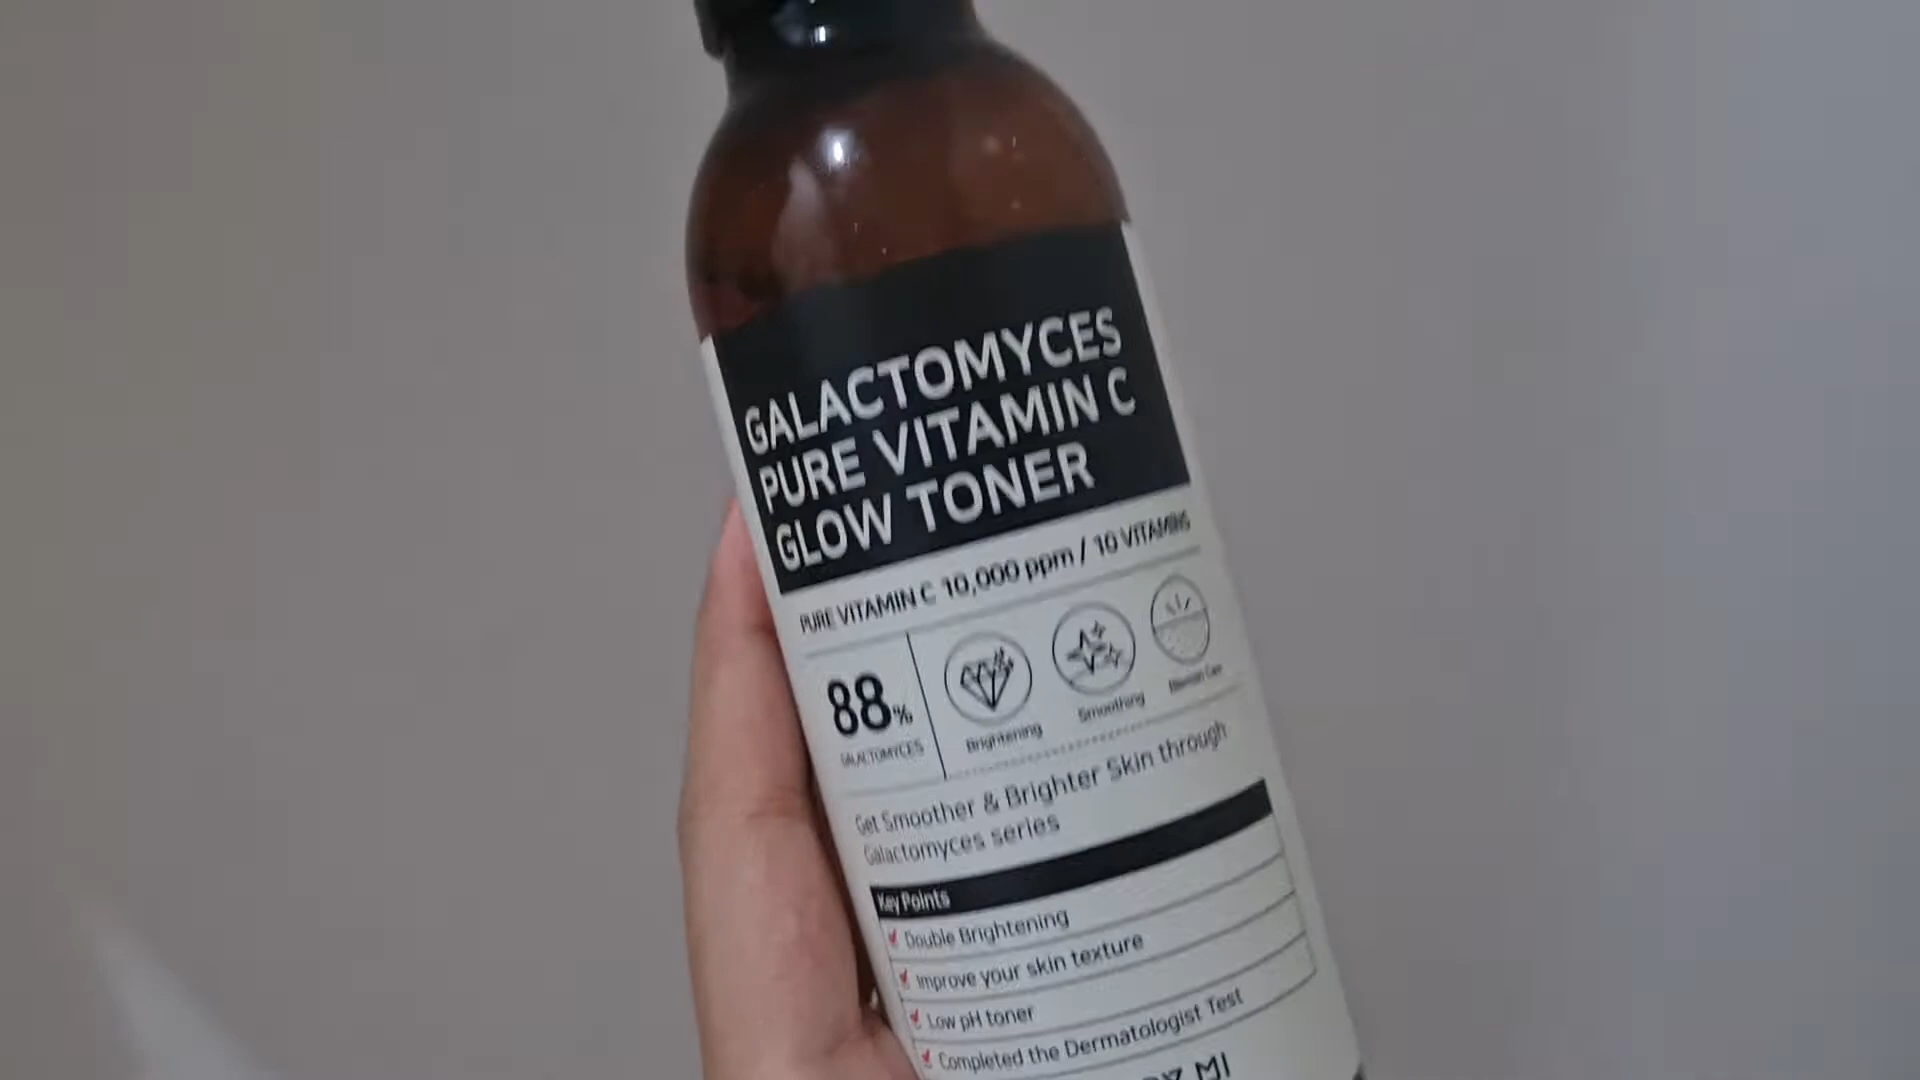 GALACTOMYCES
PURE VITAMIN C
GLOW TONER
PURE VITAMIN C 10,000 ppm / 10 VITAMINS
88%
GALACTOMYCES
Brightening
Smoothing
Get Smoother & Brighter Skin through
Galactomyces series
Key Points
Double Brightening
Improve your skin texture
Low pH toner
Completed the Dermatologist Test
MI